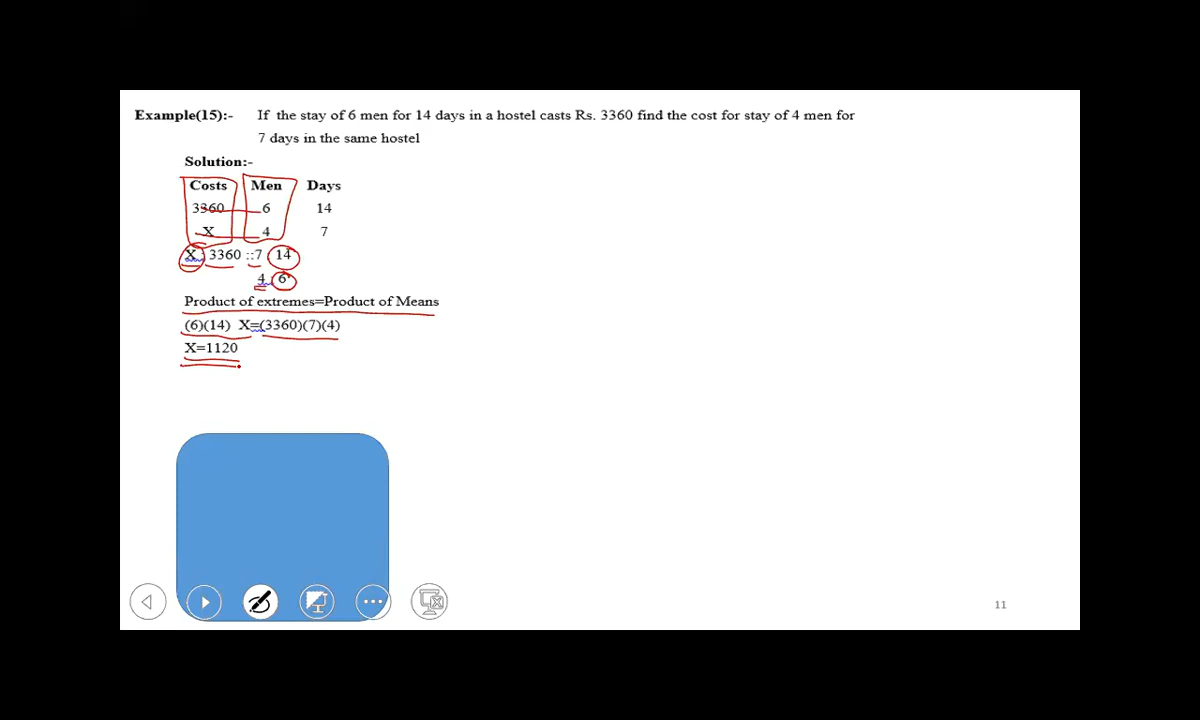 Example(15):- If the stay of 6 men for 14 days in a hostel casts Rs. 3360 find the cost for stay of 4 men for
7 days in the same hostel
Solution:-
Costs Men Days
3360 6 14
X 4 7
X : 3360 ::7 : 14
4 : 6
Product of extremes=Product of Means
(6)(14) X=(3360)(7)(4)
X=1120
11